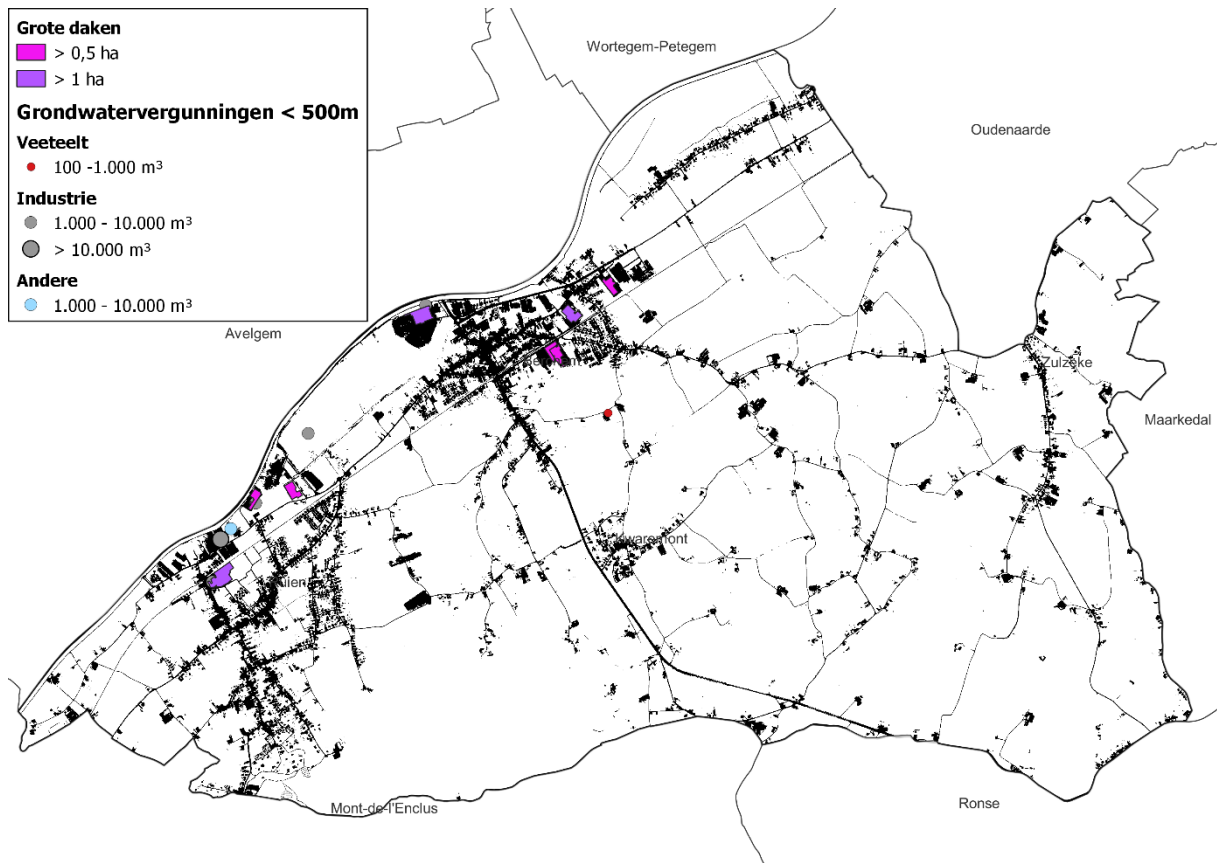 Grote daken
> 0,5 ha
> 1 ha
Grondwatervergunningen < 500m
Veeteelt
100 -1.000 m³
Industrie
1.000 - 10.000 m³
> 10.000 m³
Andere
1.000 - 10.000 m³
Wortegem-Petegem
Oudenaarde
Avelgem
Zulzeke
Maarkedal
Kwaremont
Mont-de-l'Enclus
Ronse